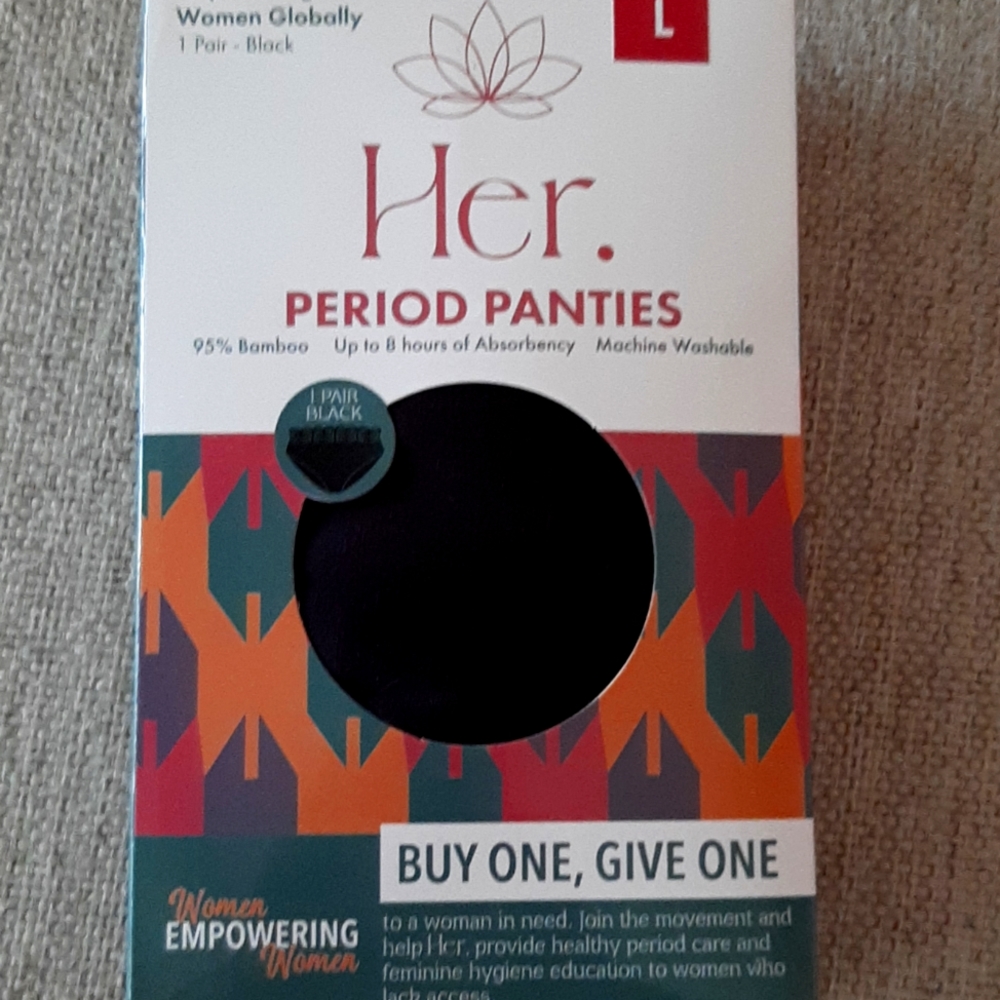 Women Globally
1 Pair - Black
L
Her.
PERIOD PANTIES
95% Bamboo Up to 8 hours of Absorbency Machine Washable
1 PAIR
BLACK
BUY ONE, GIVE ONE
to a woman in need. Join the movement and
help Her. provide healthy period care and
feminine hygiene education to women who
lack access
Women
EMPOWERING
Women